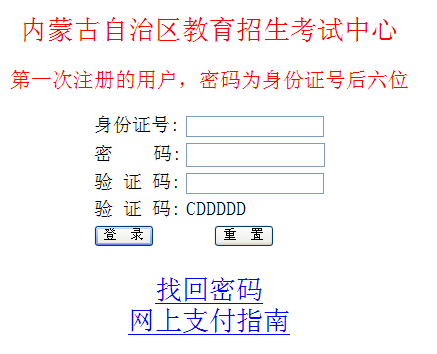 内蒙古自治区教育招生考试中心
第一次注册的用户，密码为身份证号后六位
身份证号:
密 码:
验 证 码:
验 证 码: CDDDDD
登 录 重 置
找回密码
网上支付指南